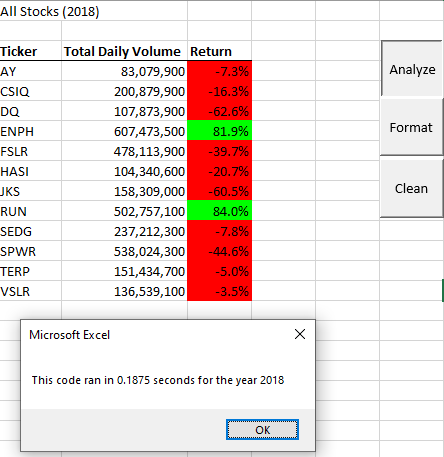 All Stocks (2018)
Ticker Total Daily Volume Return
AY 83,079,900 -7.3%
CSIQ 200,879,900 -16.3%
DQ 107,873,900 -62.6%
ENPH 607,473,500 81.9%
FSLR 478,113,900 -39.7%
HASI 104,340,600 -20.7%
JKS 158,309,000 -60.5%
RUN 502,757,100 84.0%
SEDG 237,212,300 -7.8%
SPWR 538,024,300 -44.6%
TERP 151,434,700 -5.0%
VSLR 136,539,100 -3.5%
Analyze
Format
Clean
Microsoft Excel
This code ran in 0.1875 seconds for the year 2018
OK